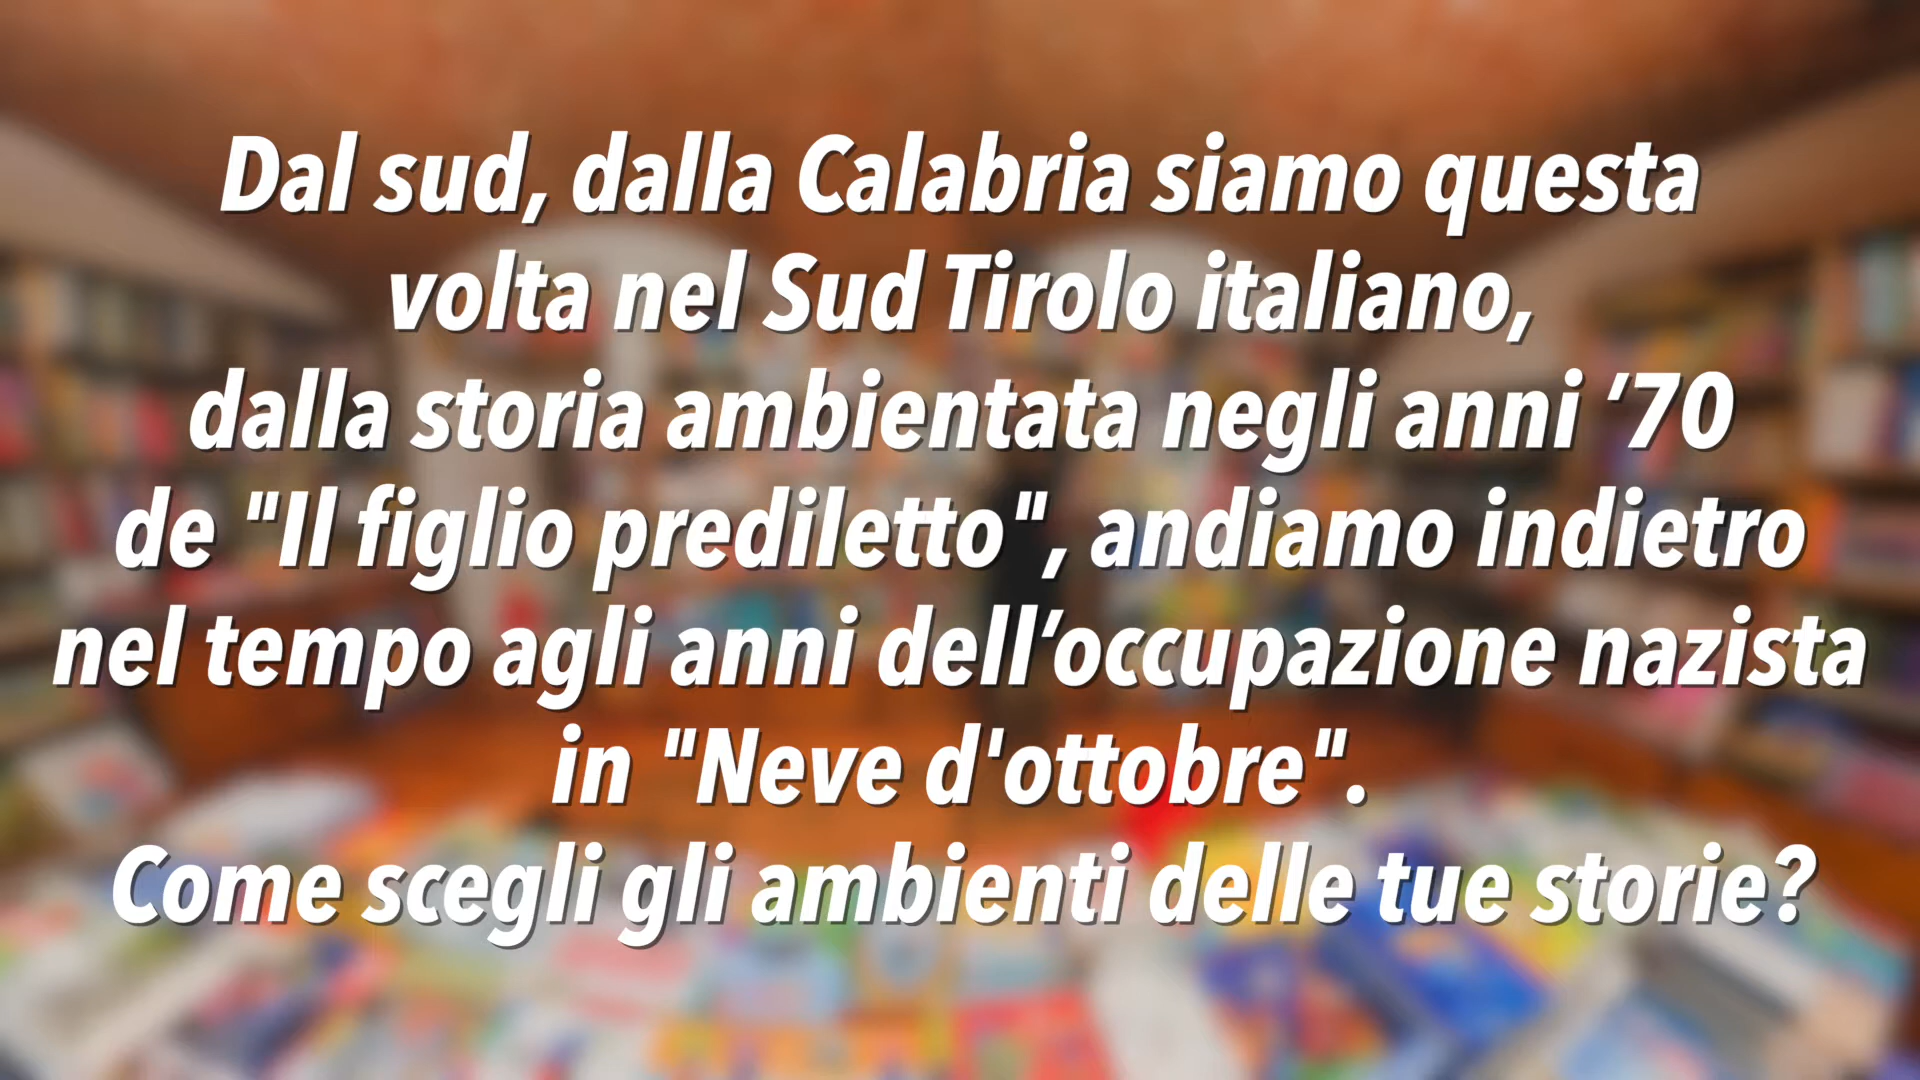 Dal sud, dalla Calabria siamo questa
volta nel Sud Tirolo italiano,
dalla storia ambientata negli anni ’70
de "Il figlio prediletto", andiamo indietro
nel tempo agli anni dell’occupazione nazista
in "Neve d'ottobre".
Come scegli gli ambienti delle tue storie?